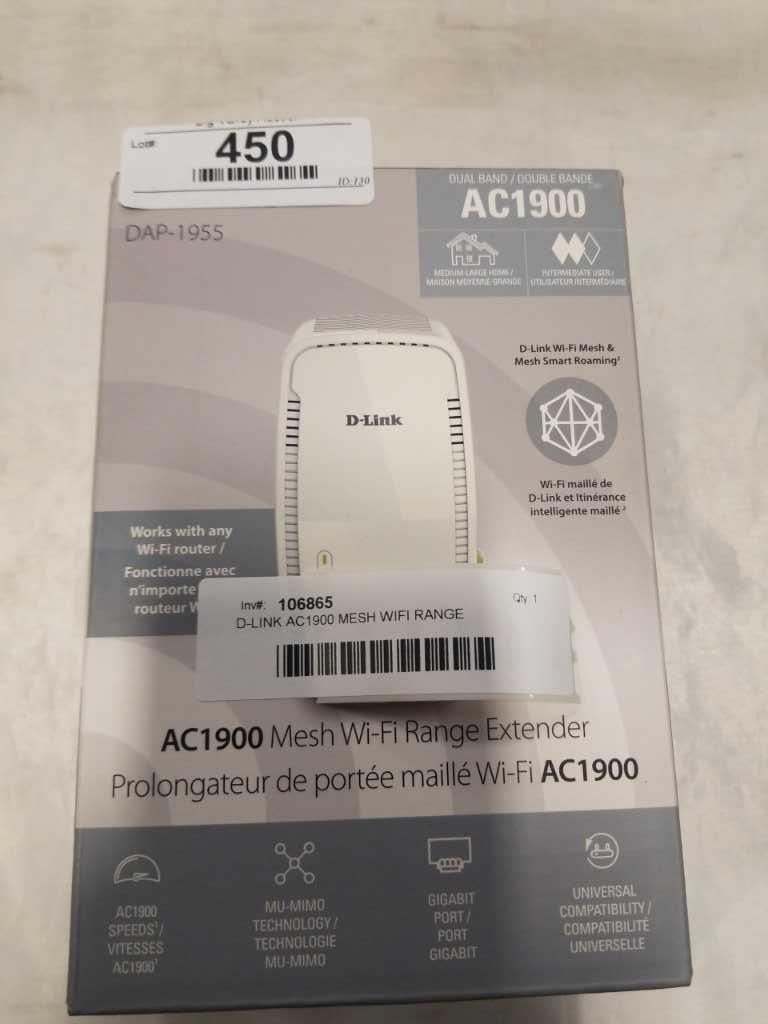 Lot#:
450
ID:130
DAP-1955
DUAL BAND / DOUBLE BANDE
AC1900
MEDIUM-LARGE HOME /
MAISON MOYENNE-GRANDE
INTERMEDIATE USER /
UTILISATEUR INTERMÉDIAIRE
D-Link Wi-Fi Mesh &
Mesh Smart Roaming²
D-Link
Wi-Fi maillé de
D-Link et Itinérance
intelligente maillé ²
Works with any
Wi-Fi router /
Fonctionne avec
n'importe
routeur
Inv#: 106865
Qty 1
D-LINK AC1900 MESH WIFI RANGE
AC1900 Mesh Wi-Fi Range Extender
Prolongateur de portée maillé Wi-Fi AC1900
AC1900
SPEEDS¹/
VITESSES
AC1900¹
MU-MIMO
TECHNOLOGY /
TECHNOLOGIE
MU-MIMO
GIGABIT
PORT /
PORT
GIGABIT
UNIVERSAL
COMPATIBILITY /
COMPATIBILITÉ
UNIVERSELLE